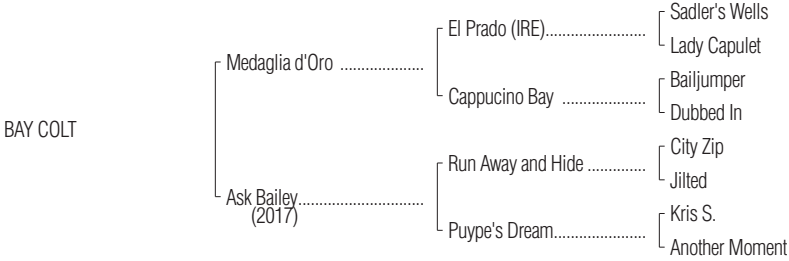 Sadler's Wells
El Prado (IRE).......................
Lady Capulet
Medaglia d'Oro ...................
Bailjumper
Cappucino Bay ...................
Dubbed In
BAY COLT
City Zip
Run Away and Hide .............
Jilted
Ask Bailey.............................
(2017)
Kris S.
Puype's Dream.....................
Another Moment